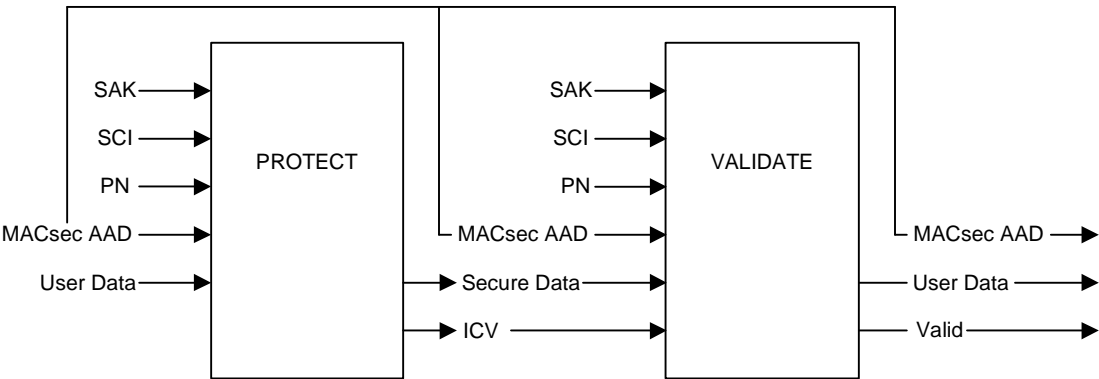 SAK
SCI
PN
MACsec AAD
User Data
PROTECT
SAK
SCI
PN
MACsec AAD
Secure Data
ICV
VALIDATE
MACsec AAD
User Data
Valid